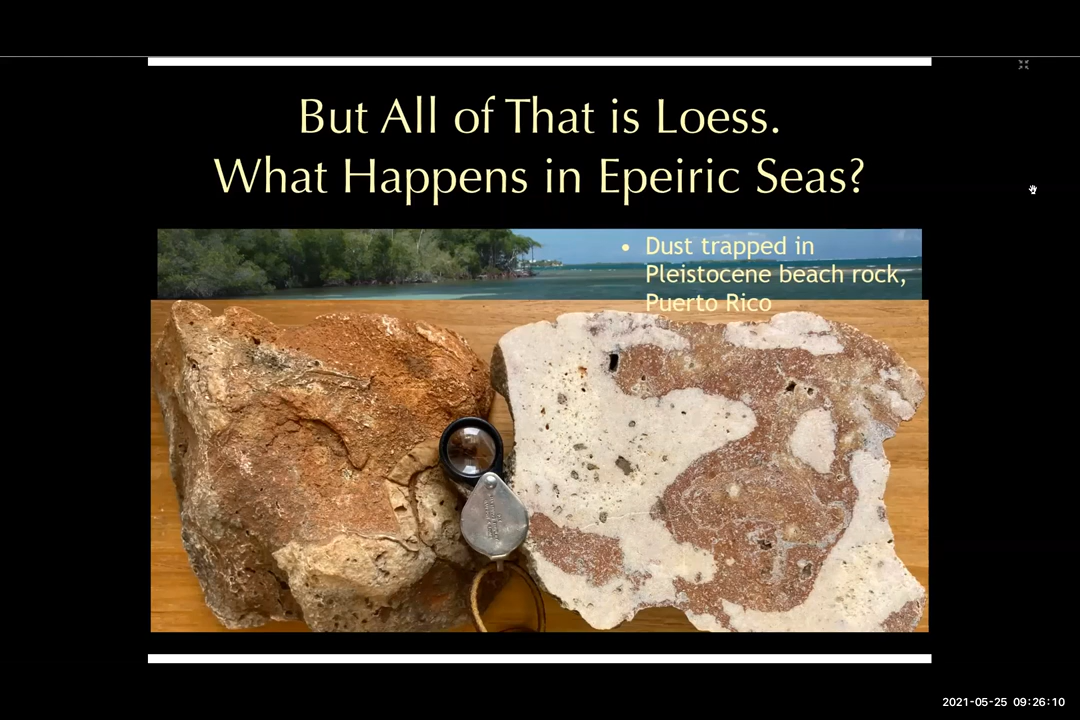 But All of That is Loess.
What Happens in Epeiric Seas?
• Dust trapped in
Pleistocene beach rock,
Puerto Rico
2021-05-25 09:26:10